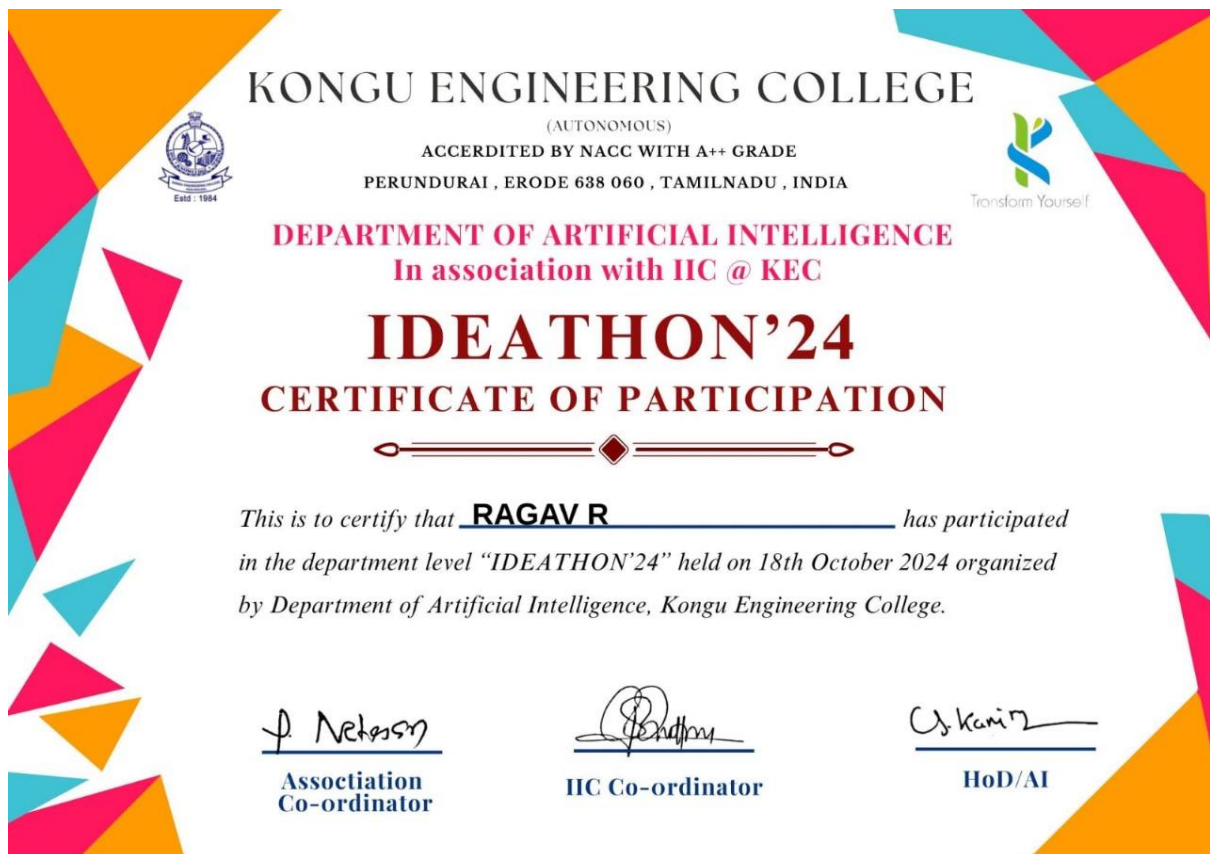 KONGU ENGINEERING COLLEGE
(AUTONOMOUS)
ACCERDITED BY NACC WITH A++ GRADE
PERUNDURAI , ERODE 638 060 , TAMILNADU , INDIA
Estd : 1984
Transform Yourself
DEPARTMENT OF ARTIFICIAL INTELLIGENCE
In association with IIC @ KEC
IDEATHON’24
CERTIFICATE OF PARTICIPATION
This is to certify that RAGAV R has participated
in the department level “IDEATHON’24” held on 18th October 2024 organized
by Department of Artificial Intelligence, Kongu Engineering College.
Assoctiation
Co-ordinator
IIC Co-ordinator
HoD/AI